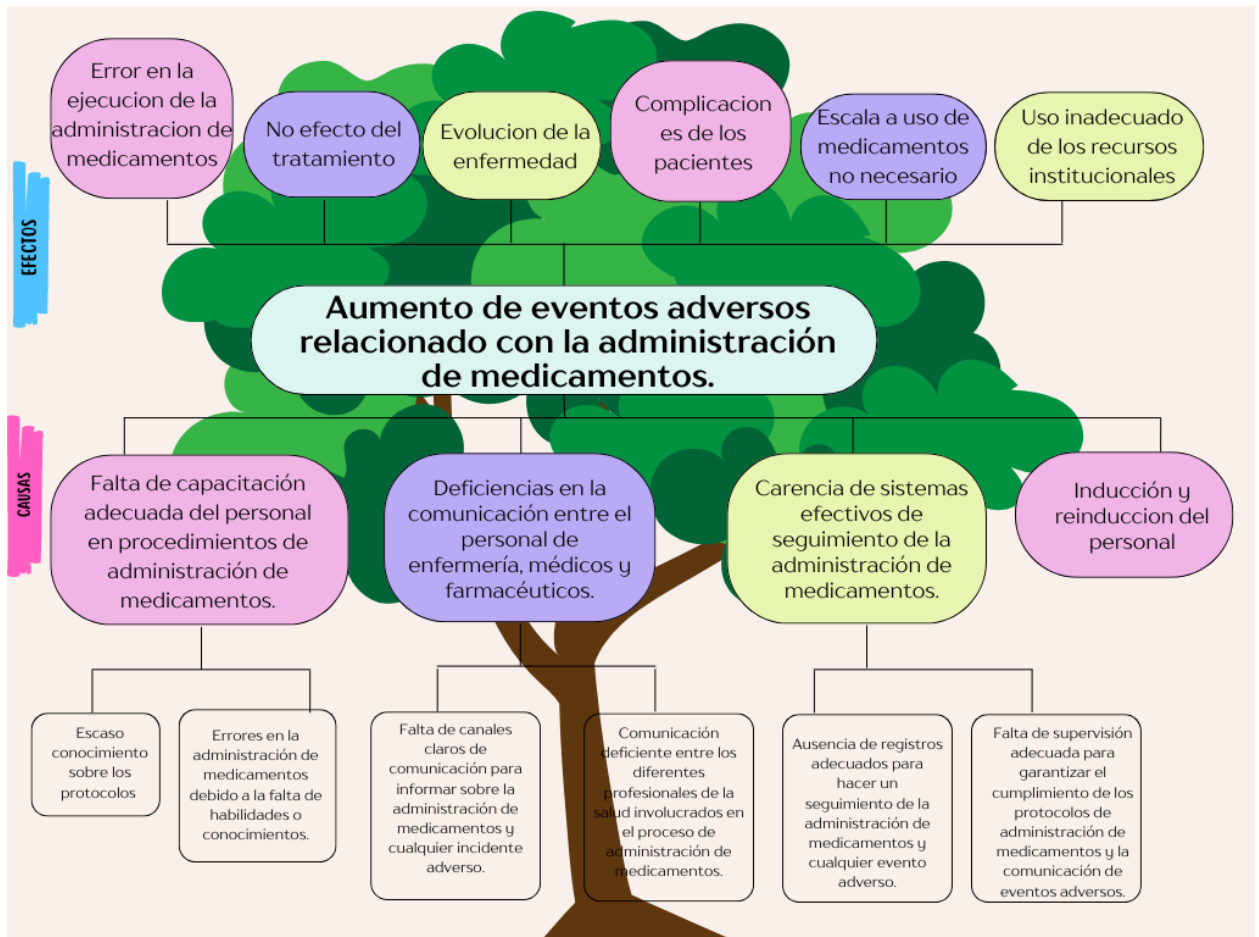 Error en la
ejecucion de la
administracion de
medicamentos
No efecto del
tratamiento
Evolucion de la
enfermedad
Complicacion
es de los
pacientes
Escala a uso de
medicamentos
no necesario
Uso inadecuado
de los recursos
institucionales
EFECTOS
Aumento de eventos adversos
relacionado con la administración
de medicamentos.
CAUSAS
Falta de capacitación
adecuada del personal
en procedimientos de
administración de
medicamentos.
Deficiencias en la
comunicación entre el
personal de
enfermería, médicos y
farmacéuticos.
Carencia de sistemas
efectivos de
seguimiento de la
administración de
medicamentos.
Inducción y
reinduccion del
personal
Escaso
conocimiento
sobre los
protocolos
Errores en la
administración de
medicamentos
debido a la falta de
habilidades o
conocimientos.
Falta de canales
claros de
comunicación para
informar sobre la
administración de
medicamentos y
cualquier incidente
adverso.
Comunicación
deficiente entre los
diferentes
profesionales de la
salud involucrados en
el proceso de
administración de
medicamentos.
Ausencia de registros
adecuados para
hacer un
seguimiento de la
administración de
medicamentos y
cualquier evento
adverso.
Falta de supervisión
adecuada para
garantizar el
cumplimiento de los
protocolos de
administración de
medicamentos y la
comunicación de
eventos adversos.